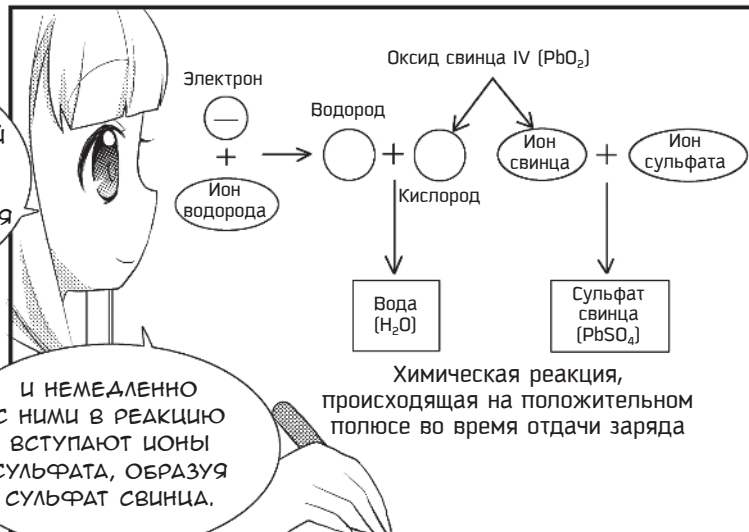 Й
Я
Оксид свинца IV (PbO₂)
Электрон
—
+
Ион
водорода
Водород
+
Кислород
Ион
свинца
+
Ион
сульфата
Вода
(H₂O)
Сульфат
свинца
(PbSO₄)
Химическая реакция,
происходящая на положительном
полюсе во время отдачи заряда
И НЕМЕДЛЕННО
С НИМИ В РЕАКЦИЮ
ВСТУПАЮТ ИОНЫ
СУЛЬФАТА, ОБРАЗУЯ
СУЛЬФАТ СВИНЦА.